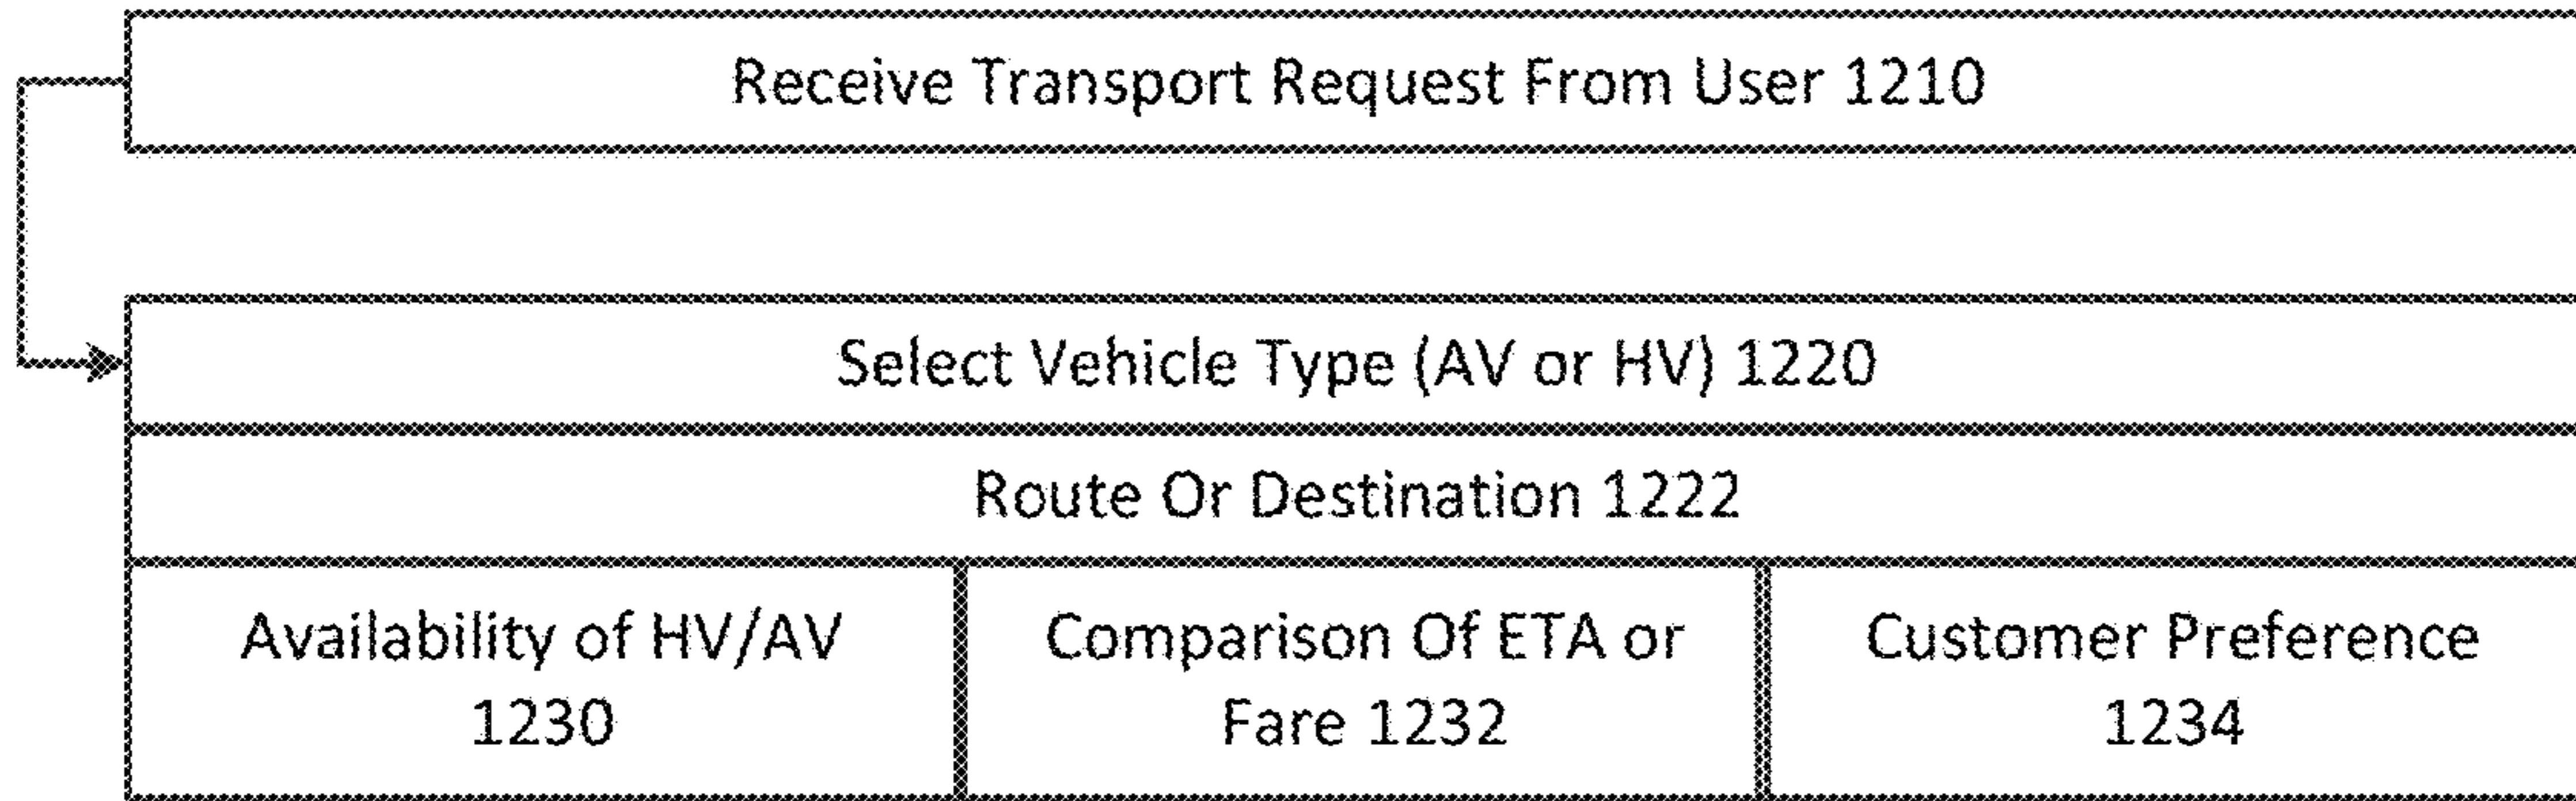 Receive Transport Request From User 1210
Select Vehicle Type (AV or HV) 1220
Route Or Destination 1222
Availability of HV/AV
1230
Comparison Of ETA or
Fare 1232
Customer Preference
1234